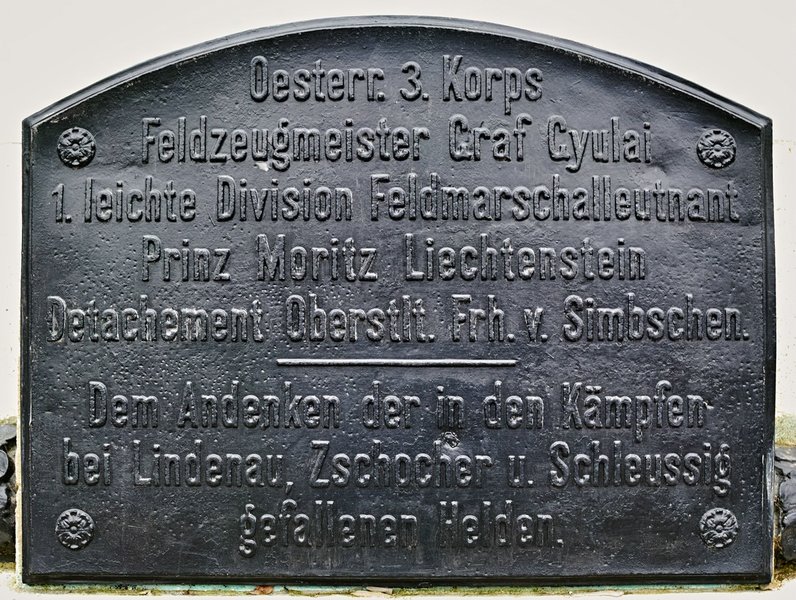 Oesterr. 3. Korps
Feldzeugmeister Graf Gyulai
1. leichte Division Feldmarschalleutnant
Prinz Moritz Liechtenstein
Detachement Oberstlt. Frh. v. Simbschen.
Dem Andenken der in den Kämpfen
bei Lindenau, Zschocher u. Schleussig
gefallenen Helden.